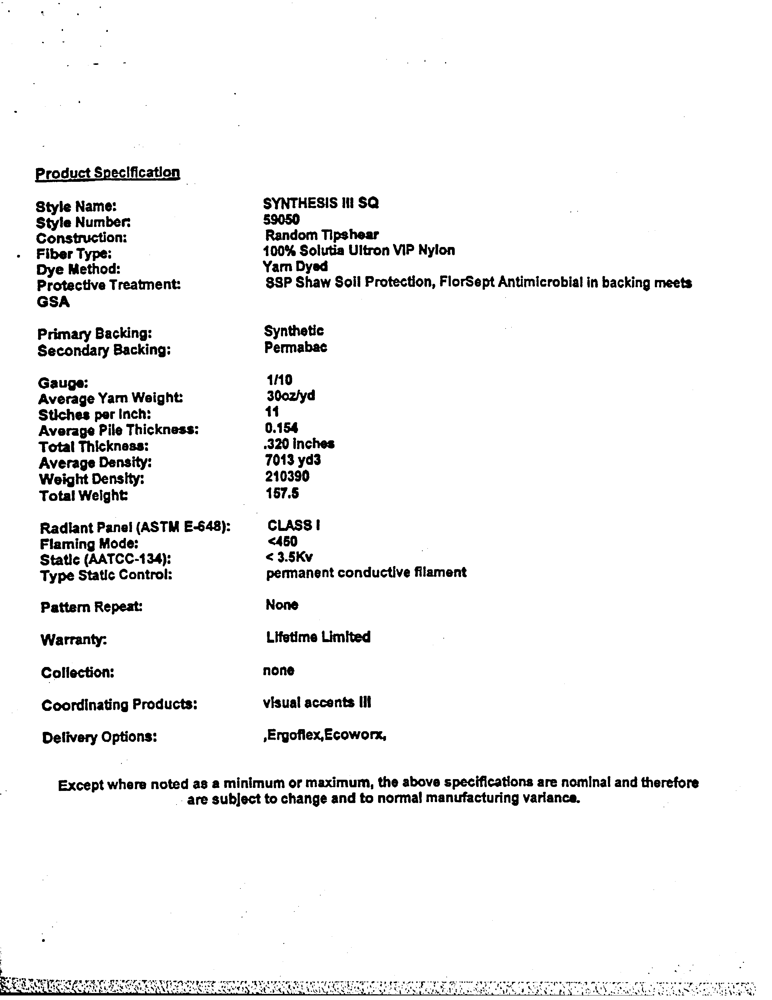 Product Specification
Style Name: SYNTHESIS III SQ
Style Number: 59050
Construction: Random Tipshear
Fiber Type: 100% Solutia Ultron VIP Nylon
Dye Method: Yarn Dyed
Protective Treatment: SSP Shaw Soil Protection, FlorSept Antimicrobial in backing meets
GSA
Primary Backing: Synthetic
Secondary Backing: Permabac
Gauge: 1/10
Average Yarn Weight: 30oz/yd
Stiches per Inch: 11
Average Pile Thickness: 0.154
Total Thickness: .320 inches
Average Density: 7013 yd3
Weight Density: 210390
Total Weight: 157.5
Radiant Panel (ASTM E-648): CLASS I
Flaming Mode: <450
Static (AATCC-134): < 3.5Kv
Type Static Control: permanent conductive filament
Pattern Repeat: None
Warranty: Lifetime Limited
Collection: none
Coordinating Products: visual accents III
Delivery Options: ,Ergoflex,Ecoworx,
Except where noted as a minimum or maximum, the above specifications are nominal and therefore
are subject to change and to normal manufacturing variance.